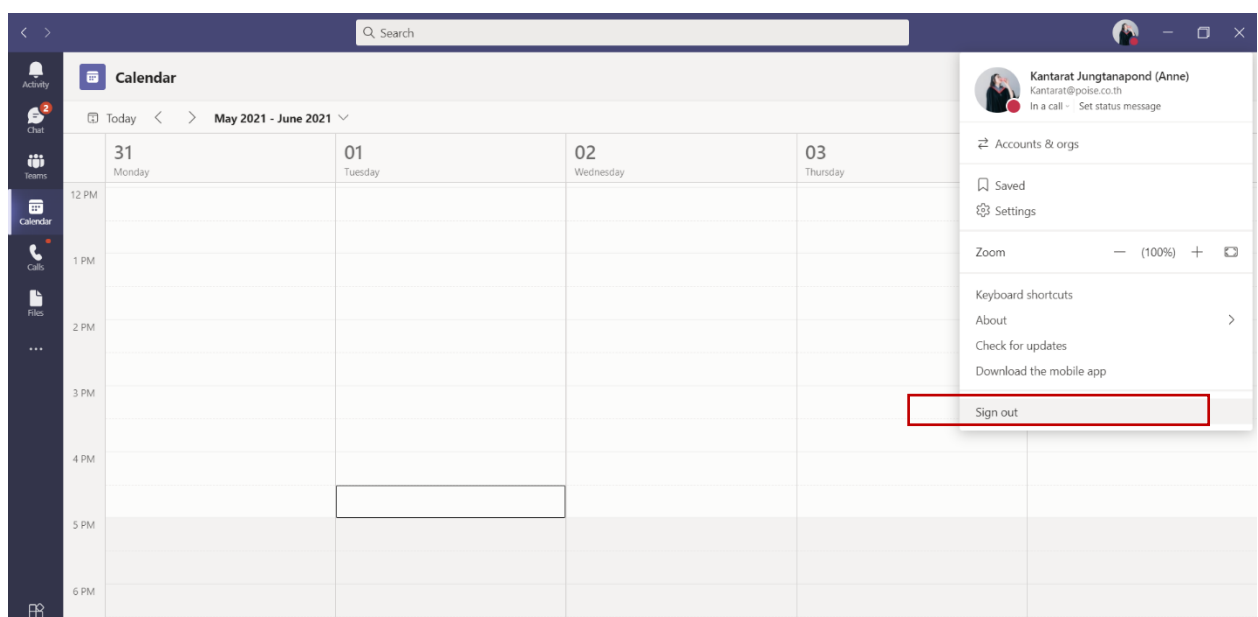 Search
Activity
2
Chat
Teams
Calendar
Calls
Files
Calendar
Today
May 2021 - June 2021
31
Monday
01
Tuesday
02
Wednesday
03
Thursday
12 PM
1 PM
2 PM
3 PM
4 PM
5 PM
6 PM
Kantarat Jungtanapond (Anne)
Kantarat@poise.co.th
In a call - Set status message
Accounts & orgs
Saved
Settings
Zoom — (100%) +
Keyboard shortcuts
About
Check for updates
Download the mobile app
Sign out